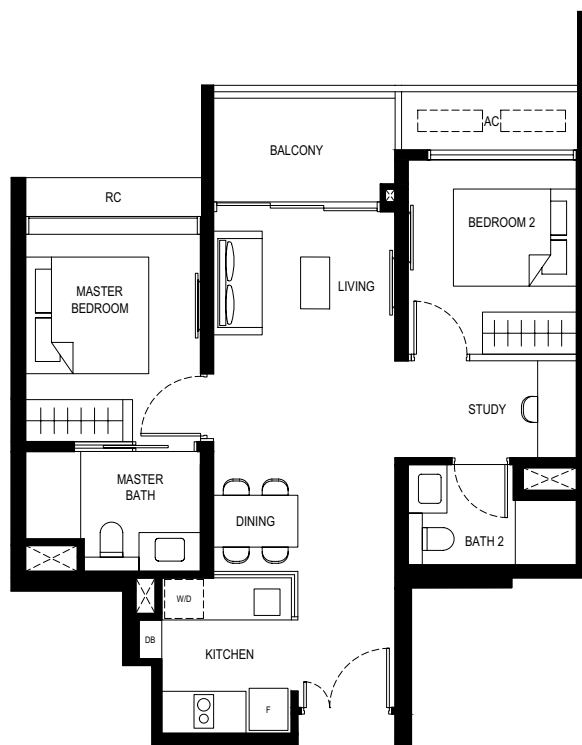 AC
BALCONY
RC
BEDROOM 2
LIVING
MASTER
BEDROOM
STUDY
MASTER
BATH
DINING
BATH 2
W/D
DB
KITCHEN
F